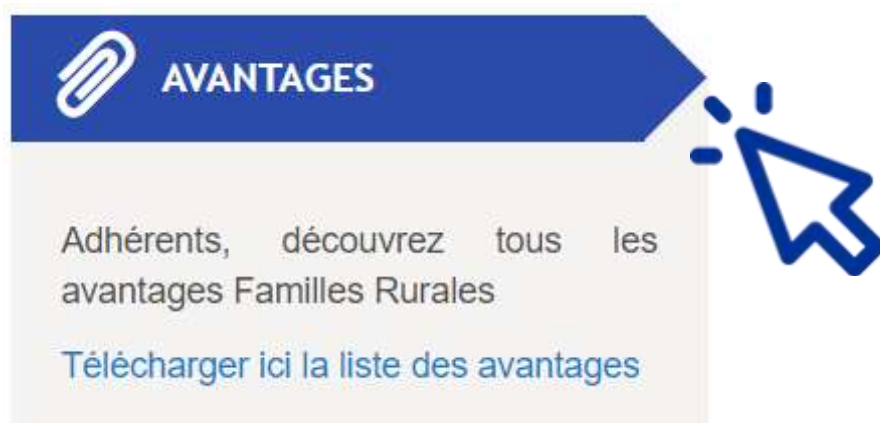 AVANTAGES
Adhérents, découvrez tous les
avantages Familles Rurales
Télécharger ici la liste des avantages